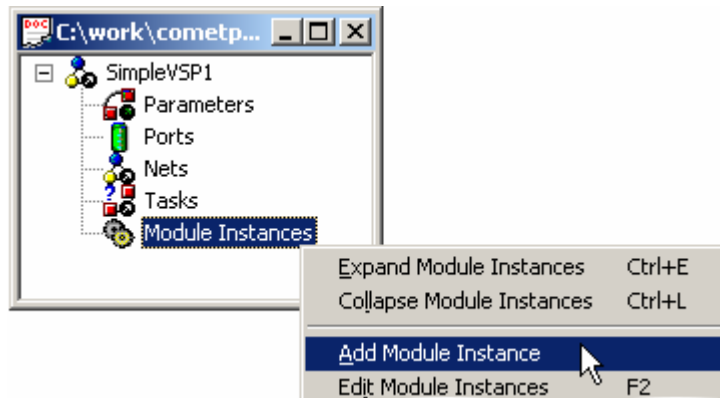 DOC C:\work\cometp...
SimpleVSP1
Parameters
Ports
Nets
Tasks
Module Instances
Expand Module Instances Ctrl+E
Collapse Module Instances Ctrl+L
Add Module Instance
Edit Module Instances F2